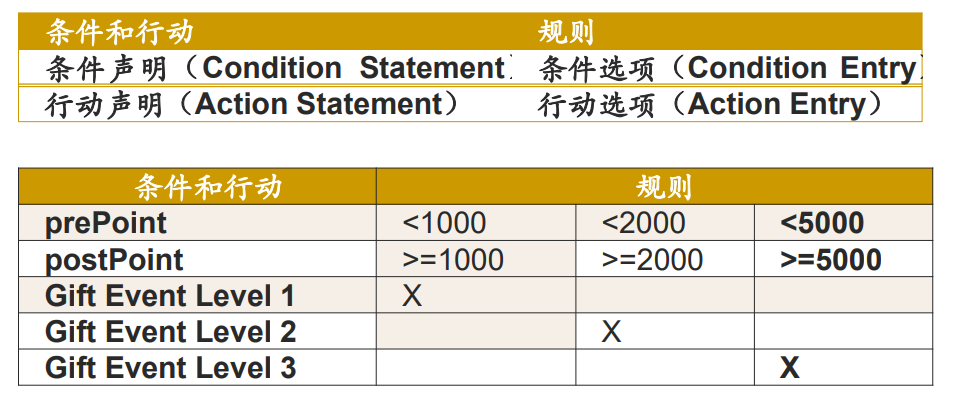 条件和行动 规则
条件声明（Condition Statement 条件选项（Condition Entry）
行动声明（Action Statement） 行动选项（Action Entry）
条件和行动 规则
prePoint <1000 <2000 <5000
postPoint >=1000 >=2000 >=5000
Gift Event Level 1 X
Gift Event Level 2 X
Gift Event Level 3 X